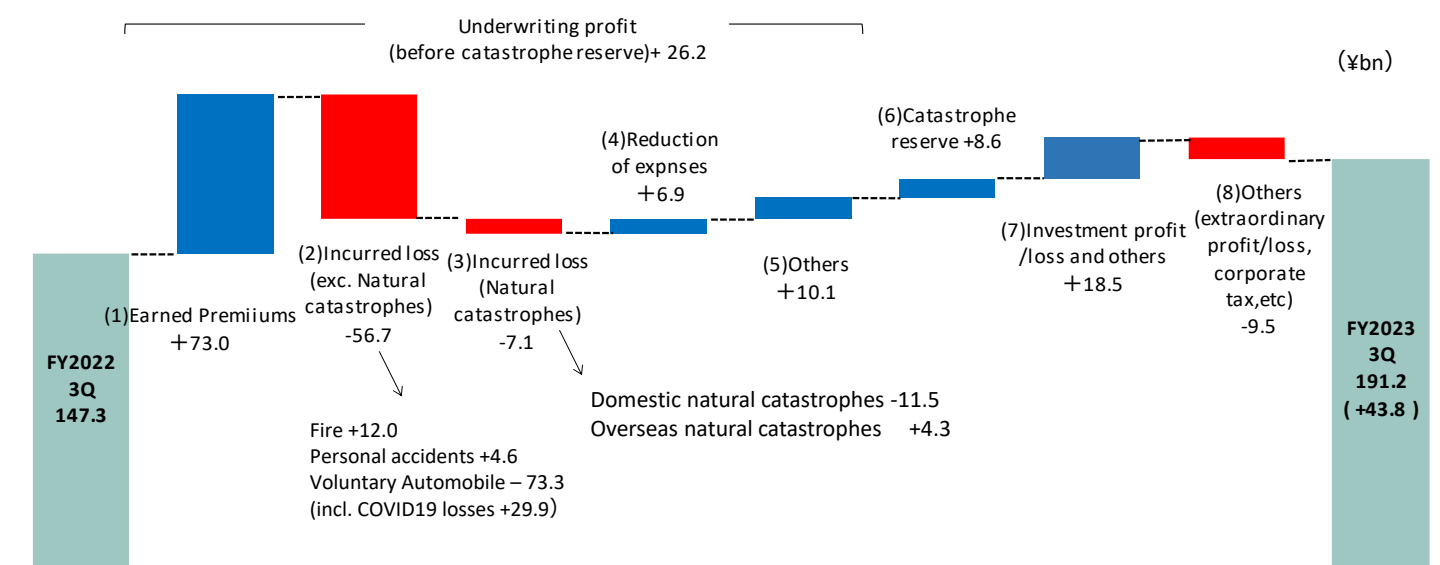 Underwriting profit
(before catastrophe reserve)+ 26.2
(¥bn)
(1)Earned Premiiums
＋73.0
(2)Incurred loss
(exc. Natural
catastrophes)
-56.7
(3)Incurred loss
(Natural
catastrophes)
-7.1
(4)Reduction
of expnses
＋6.9
(5)Others
＋10.1
(6)Catastrophe
reserve +8.6
(7)Investment profit
/loss and others
＋18.5
(8)Others
(extraordinary
profit/loss,
corporate
tax,etc)
-9.5
FY2022
3Q
147.3
FY2023
3Q
191.2
( +43.8 )
Fire +12.0
Personal accidents +4.6
Voluntary Automobile – 73.3
(incl. COVID19 losses +29.9）
Domestic natural catastrophes -11.5
Overseas natural catastrophes +4.3